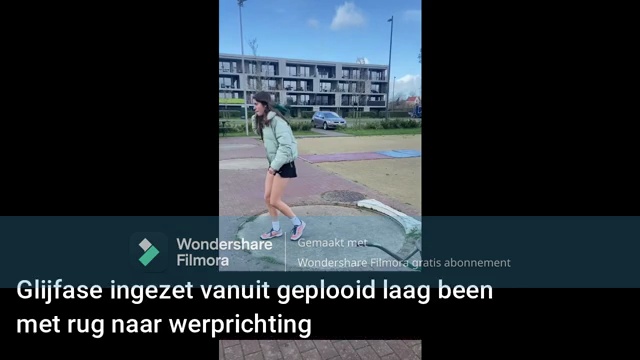 Wondershare
Filmora
Gemaakt met
Wondershare Filmora gratis abonnement
Glijfase ingezet vanuit geplooid laag been
met rug naar werprichting